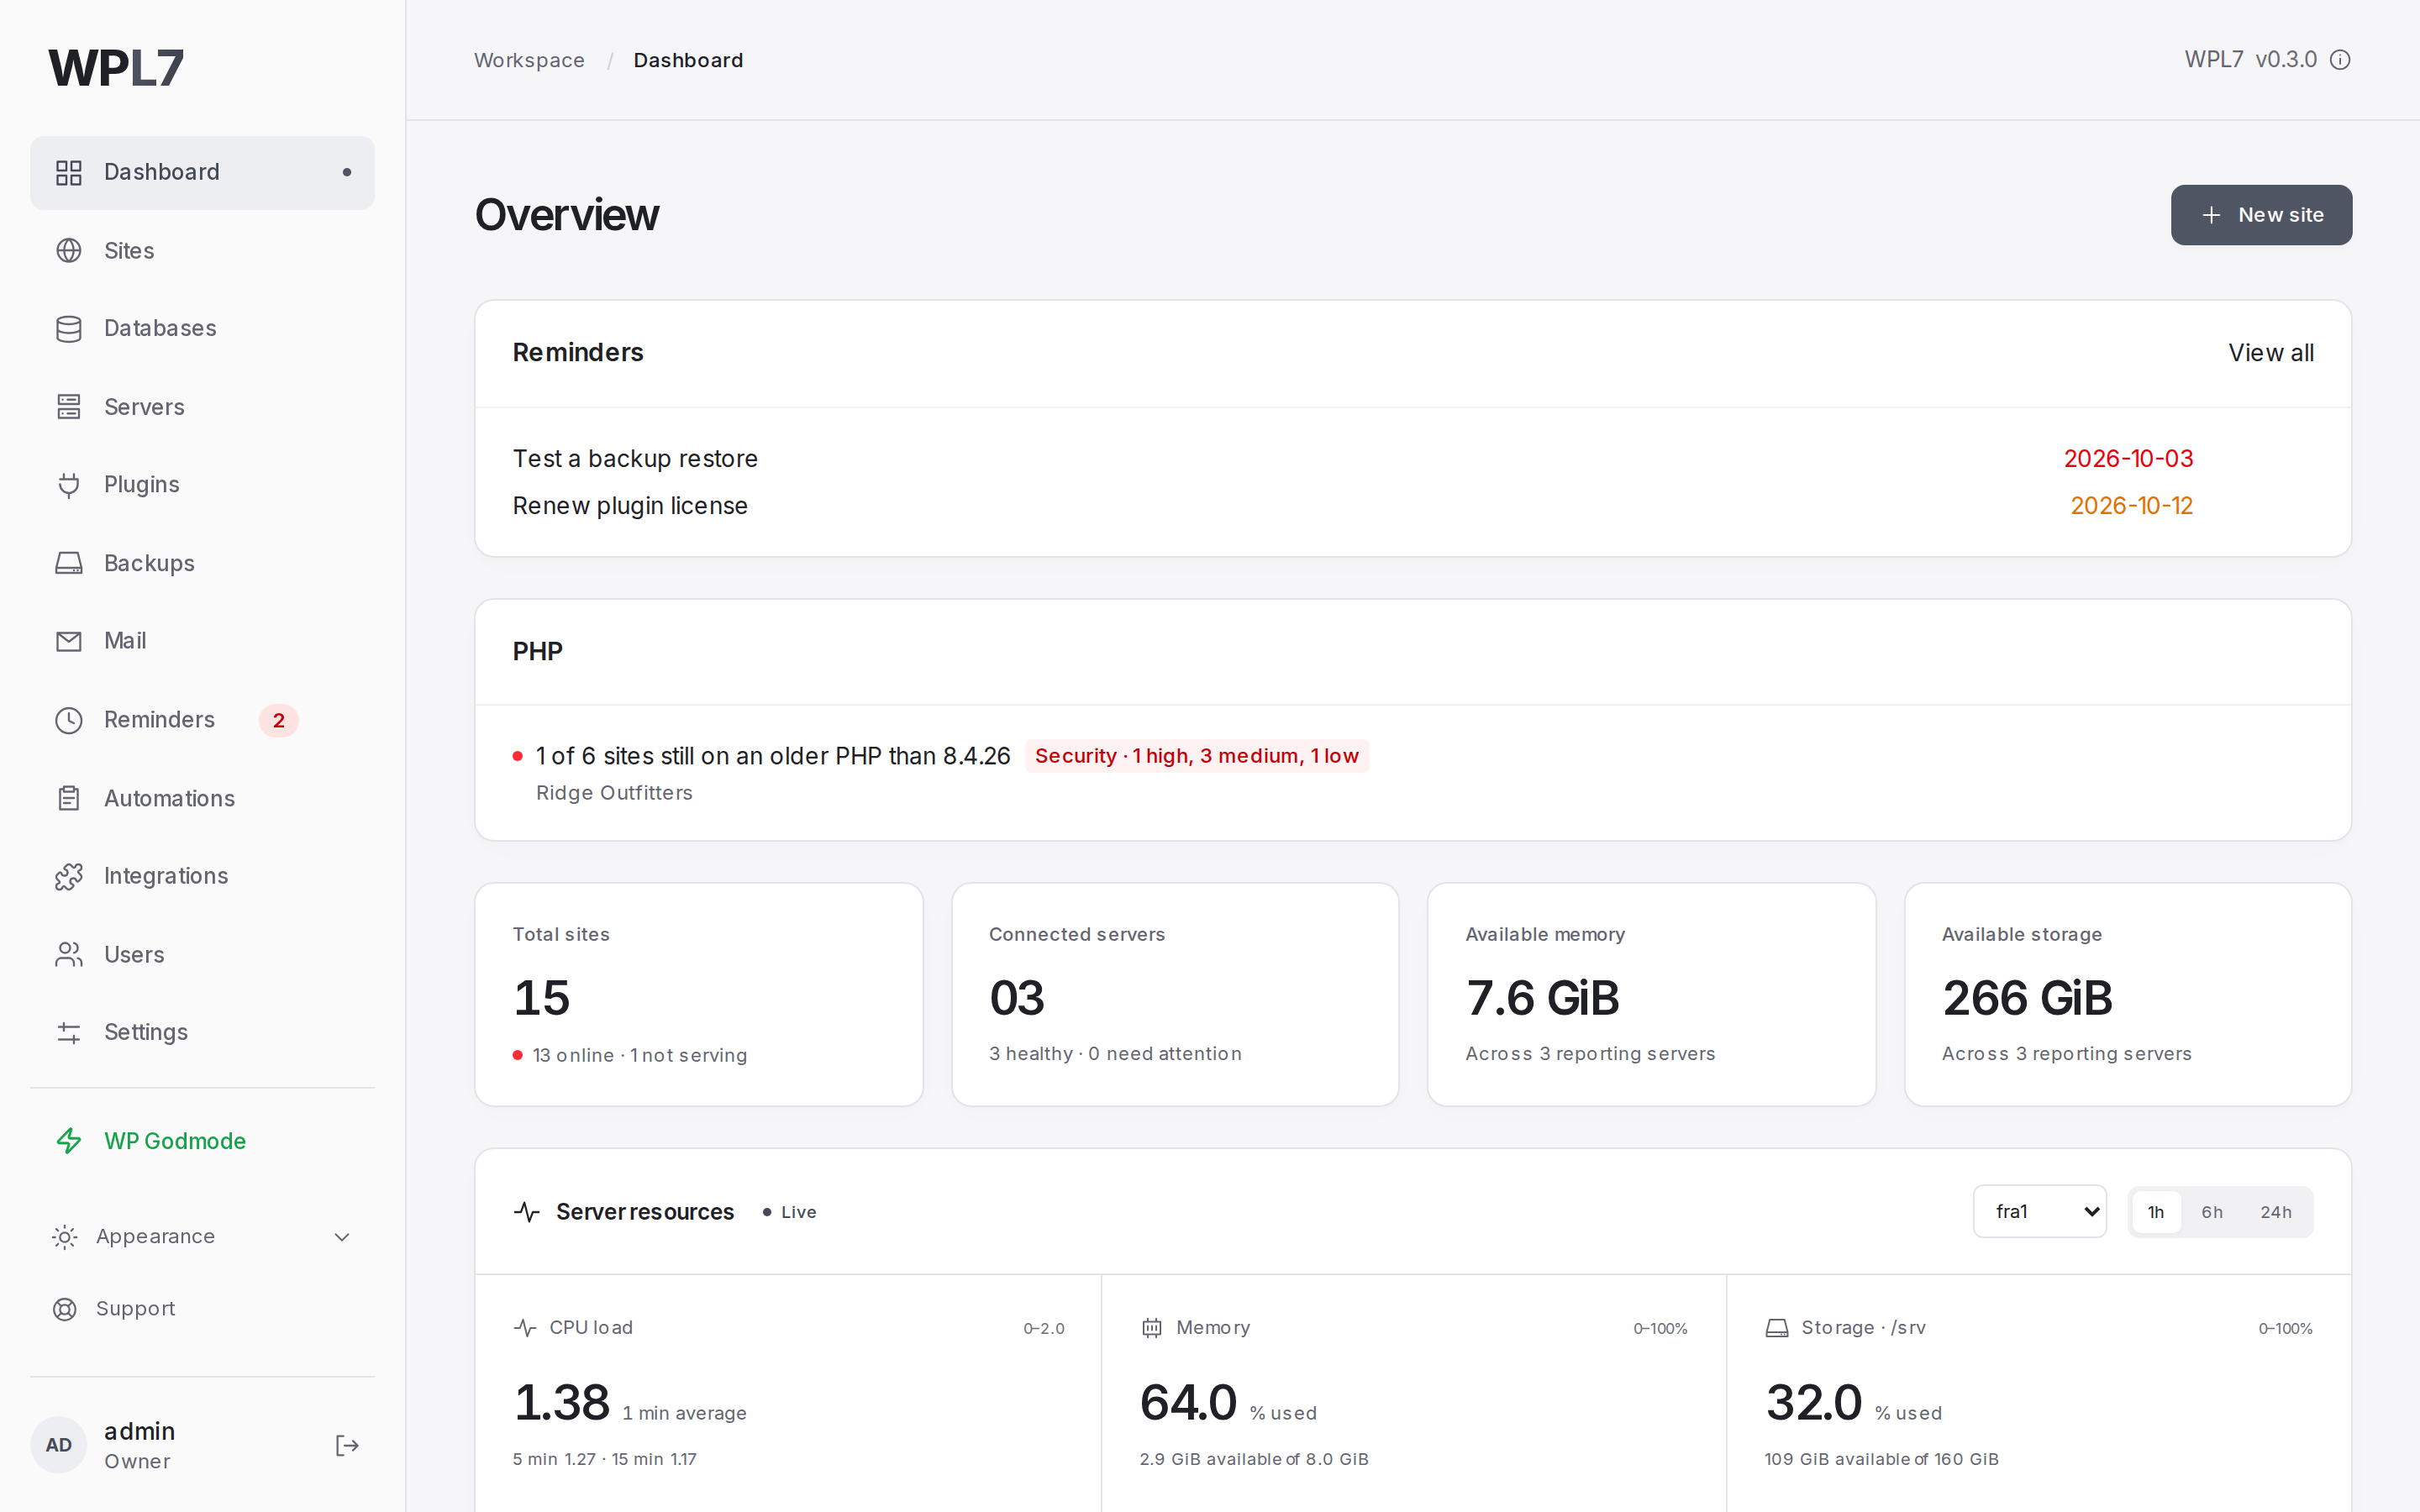 WPL7
Dashboard
Sites
Databases
Servers
Plugins
Backups
Mail
Reminders 2
Automations
Integrations
Users
Settings
WP Godmode
Appearance
Support
AD
admin
Owner
Workspace / Dashboard
WPL7 v0.3.0
Overview
New site
Reminders
View all
Test a backup restore 2026-10-03
Renew plugin license 2026-10-12
PHP
1 of 6 sites still on an older PHP than 8.4.26 Security · 1 high, 3 medium, 1 low
Ridge Outfitters
Total sites
15
13 online · 1 not serving
Connected servers
03
3 healthy · 0 need attention
Available memory
7.6 GiB
Across 3 reporting servers
Available storage
266 GiB
Across 3 reporting servers
Server resources Live
fra1 1h 6h 24h
CPU load 0–2.0
1.38 1 min average
5 min 1.27 · 15 min 1.17
Memory 0–100%
64.0 % used
2.9 GiB available of 8.0 GiB
Storage · /srv 0–100%
32.0 % used
109 GiB available of 160 GiB